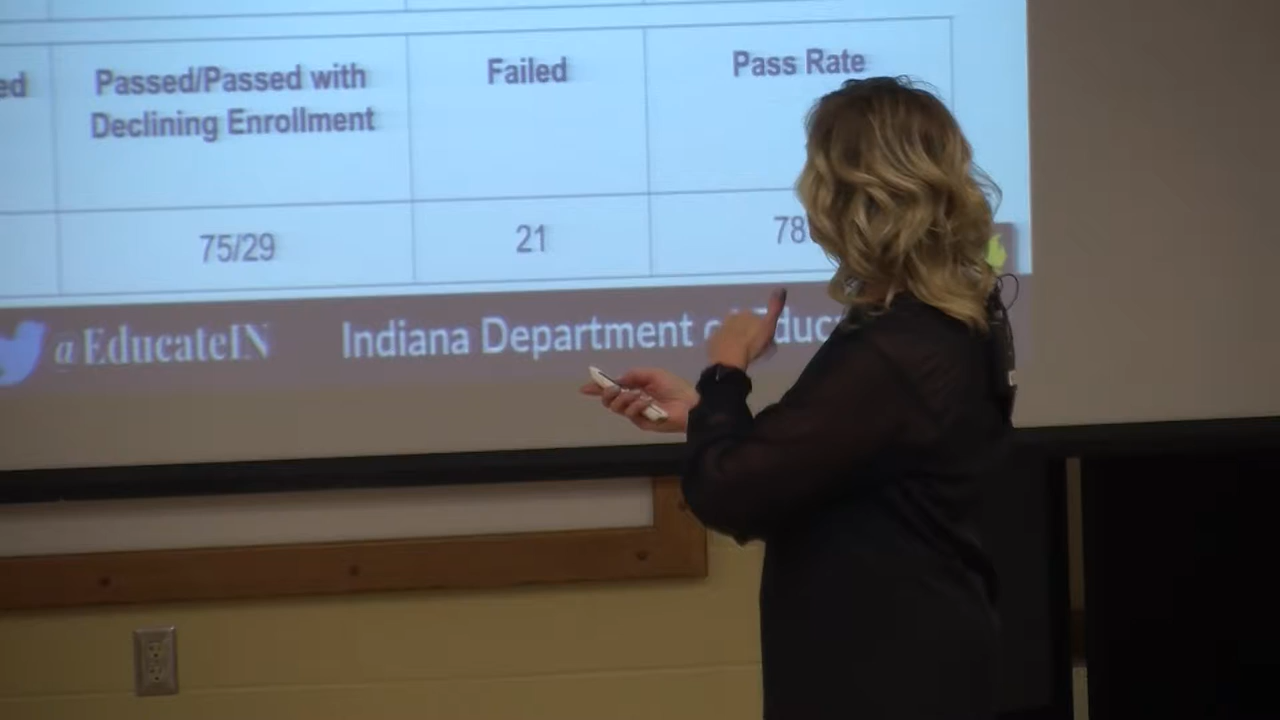 ed
Passed/Passed with
Declining Enrollment
Failed
Pass Rate
75/29
21
78
@EducateIN
Indiana Department